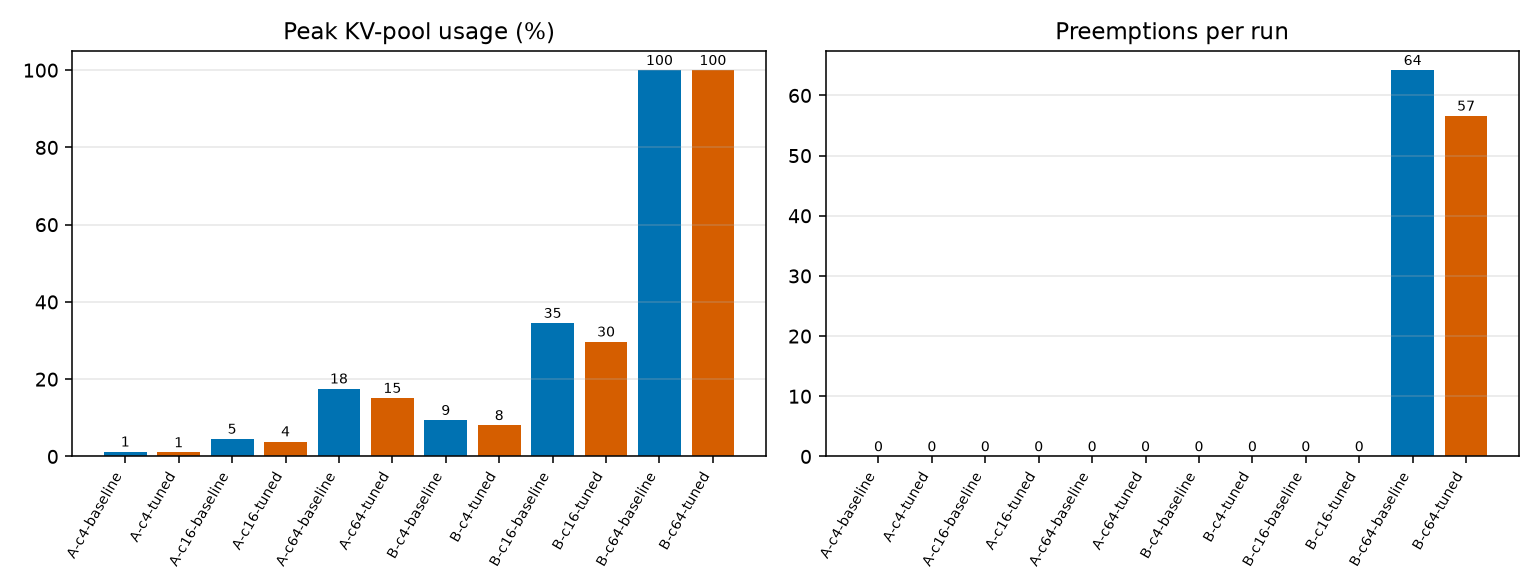 Peak KV-pool usage (%)
100
80
60
40
20
0
1
1
5
4
18
15
9
8
35
30
100
100
A-c4-baseline
A-c4-tuned
A-c16-baseline
A-c16-tuned
A-c64-baseline
A-c64-tuned
B-c4-baseline
B-c4-tuned
B-c16-baseline
B-c16-tuned
B-c64-baseline
B-c64-tuned
Preemptions per run
60
50
40
30
20
10
0
0
0
0
0
0
0
0
0
0
0
64
57
A-c4-baseline
A-c4-tuned
A-c16-baseline
A-c16-tuned
A-c64-baseline
A-c64-tuned
B-c4-baseline
B-c4-tuned
B-c16-baseline
B-c16-tuned
B-c64-baseline
B-c64-tuned